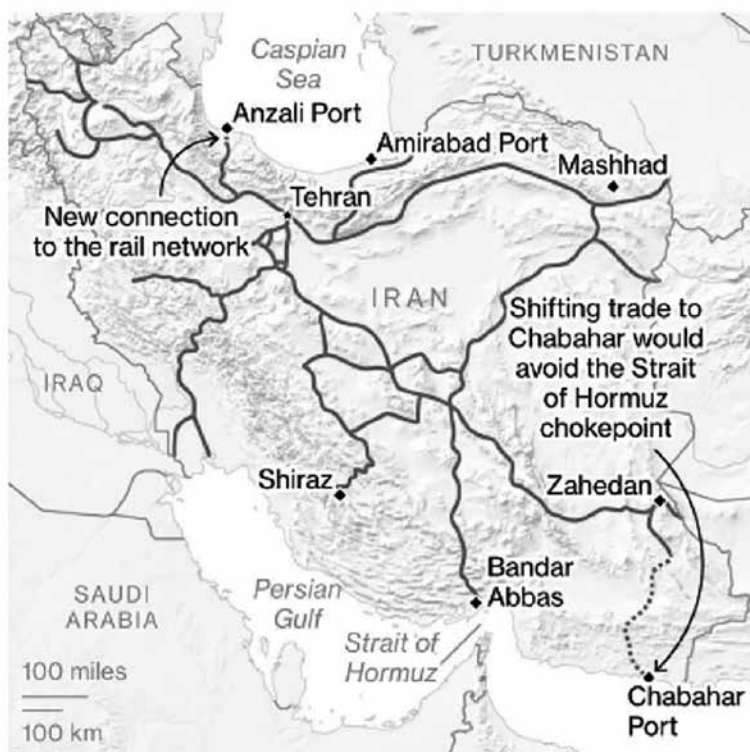 Caspian
Sea
TURKMENISTAN
Anzali Port
Amirabad Port
Mashhad
Tehran
New connection
to the rail network
IRAN
Shifting trade to
Chabahar would
avoid the Strait
of Hormuz
chokepoint
IRAQ
Shiraz
Zahedan
Bandar
Abbas
SAUDI
ARABIA
Persian
Gulf
Strait of
Hormuz
100 miles
100 km
Chabahar
Port